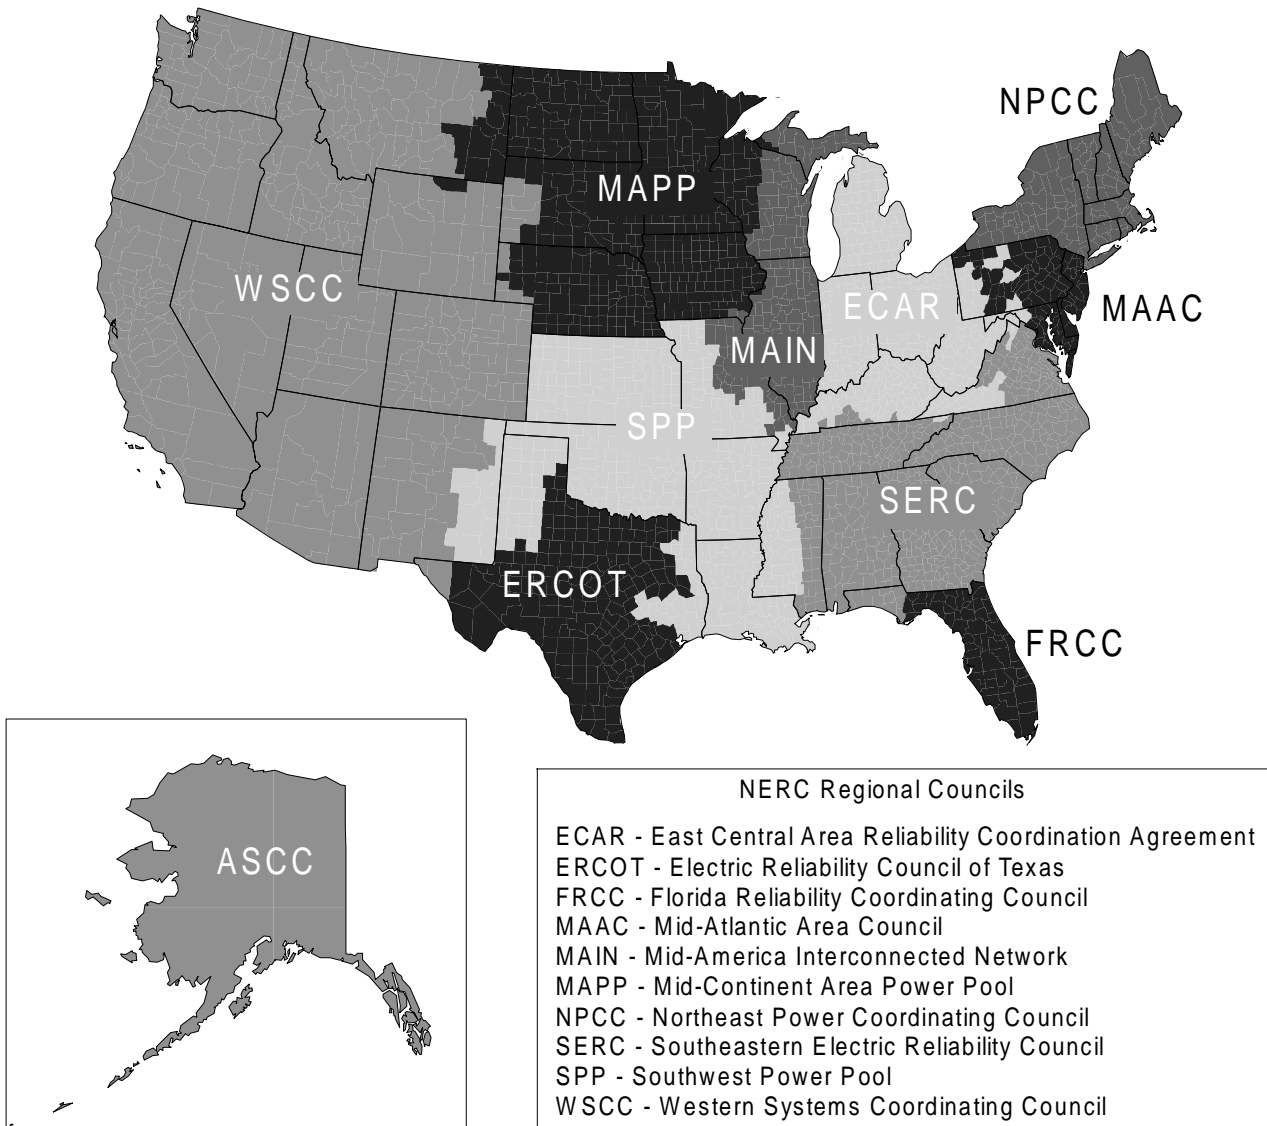 NPCC
MAPP
WSCC
ECAR
MAAC
MAIN
SPP
SERC
ERCOT
FRCC
ASCC
NERC Regional Councils
ECAR - East Central Area Reliability Coordination Agreement
ERCOT - Electric Reliability Council of Texas
FRCC - Florida Reliability Coordinating Council
MAAC - Mid-Atlantic Area Council
MAIN - Mid-America Interconnected Network
MAPP - Mid-Continent Area Power Pool
NPCC - Northeast Power Coordinating Council
SERC - Southeastern Electric Reliability Council
SPP - Southwest Power Pool
WSCC - Western Systems Coordinating Council